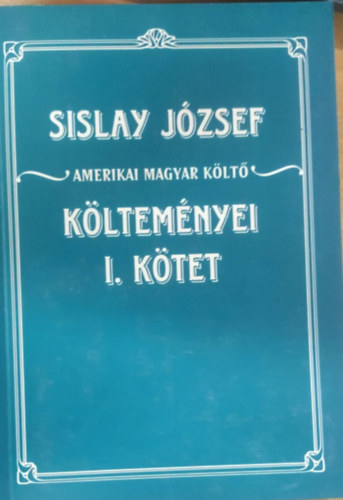 SISLAY JÓZSEF
AMERIKAI MAGYAR KÖLTŐ
KÖLTEMÉNYEI
I. KÖTET